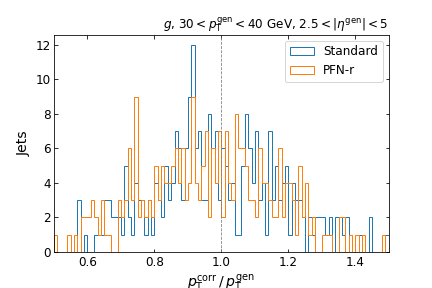 g, 30 < p_T^gen < 40 GeV, 2.5 < |η^gen| < 5
Standard
PFN-r
Jets
12
10
8
6
4
2
0
0.6 0.8 1.0 1.2 1.4
p_T^corr / p_T^gen